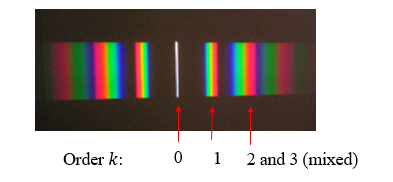 Order k: 0 1 2 and 3 (mixed)